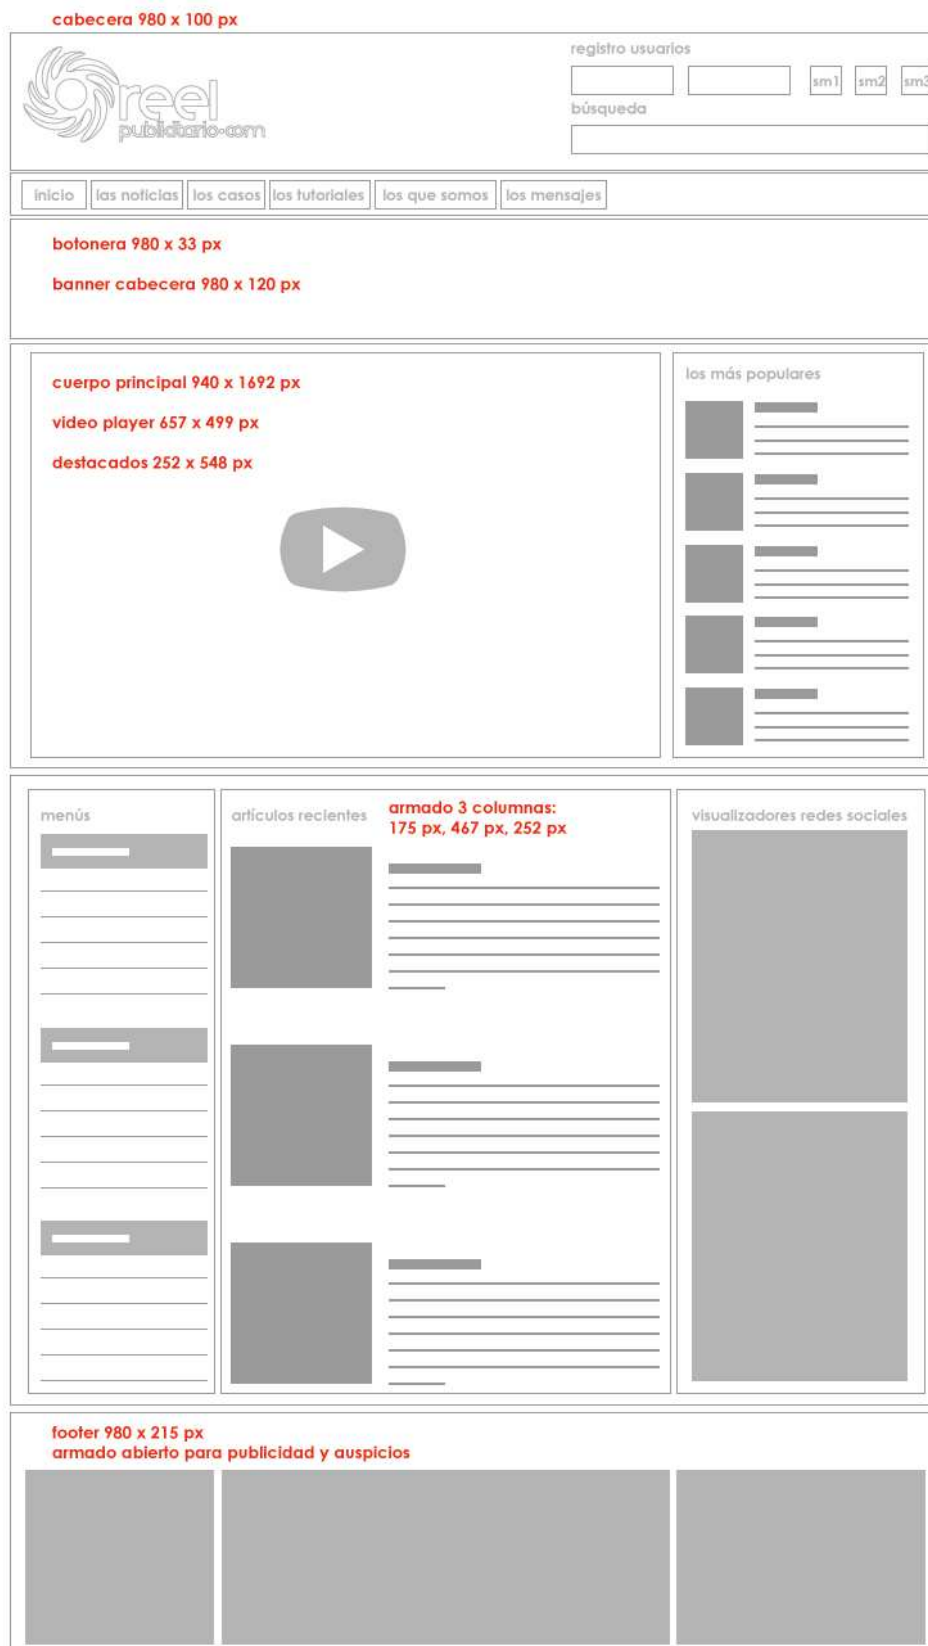 cabecera 980 x 100 px
reel
publicitario•com
registro usuarios
sm1 sm2 sm3
búsqueda
inicio las noticias los casos los tutoriales los que somos los mensajes
botonera 980 x 33 px
banner cabecera 980 x 120 px
cuerpo principal 940 x 1692 px
video player 657 x 499 px
destacados 252 x 548 px
los más populares
menús
artículos recientes
armado 3 columnas:
175 px, 467 px, 252 px
visualizadores redes sociales
footer 980 x 215 px
armado abierto para publicidad y auspicios